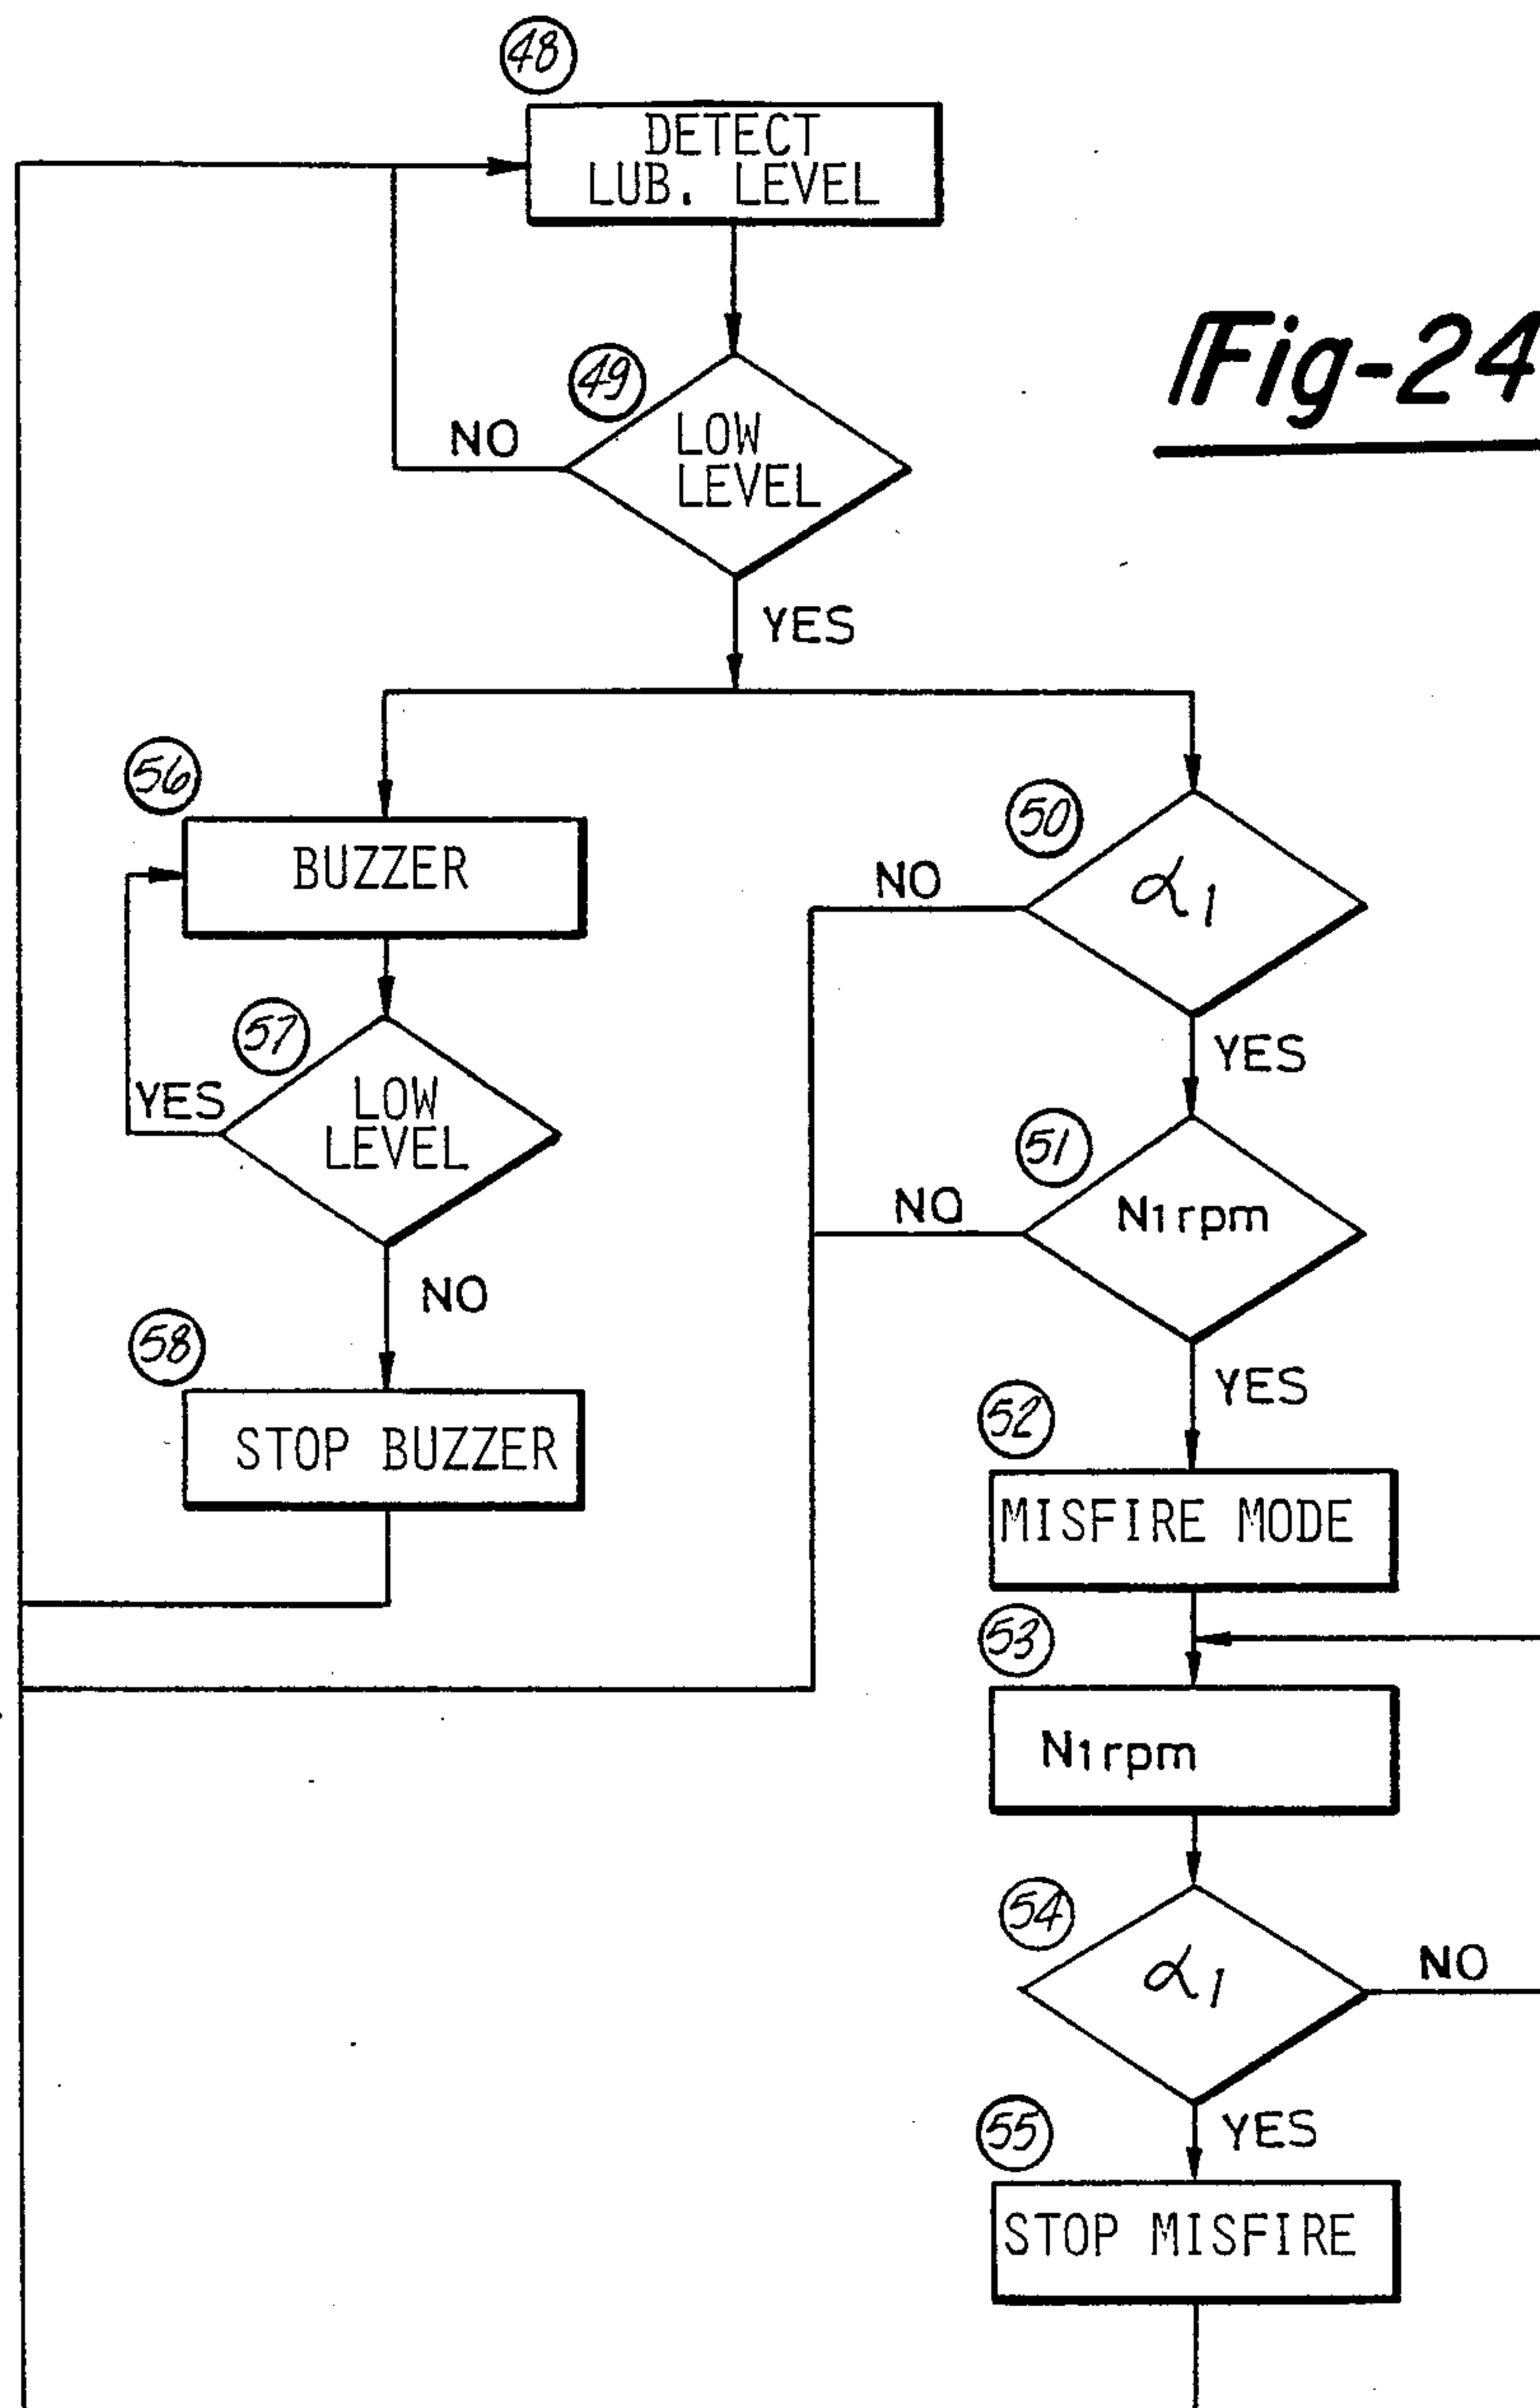 48
DETECT
LUB. LEVEL
Fig-24
49
LOW
LEVEL
NO
YES
56
BUZZER
57
LOW
LEVEL
YES
NO
58
STOP BUZZER
50
α1
NO
YES
51
N1rpm
NO
YES
52
MISFIRE MODE
53
N1rpm
54
α1
NO
YES
55
STOP MISFIRE